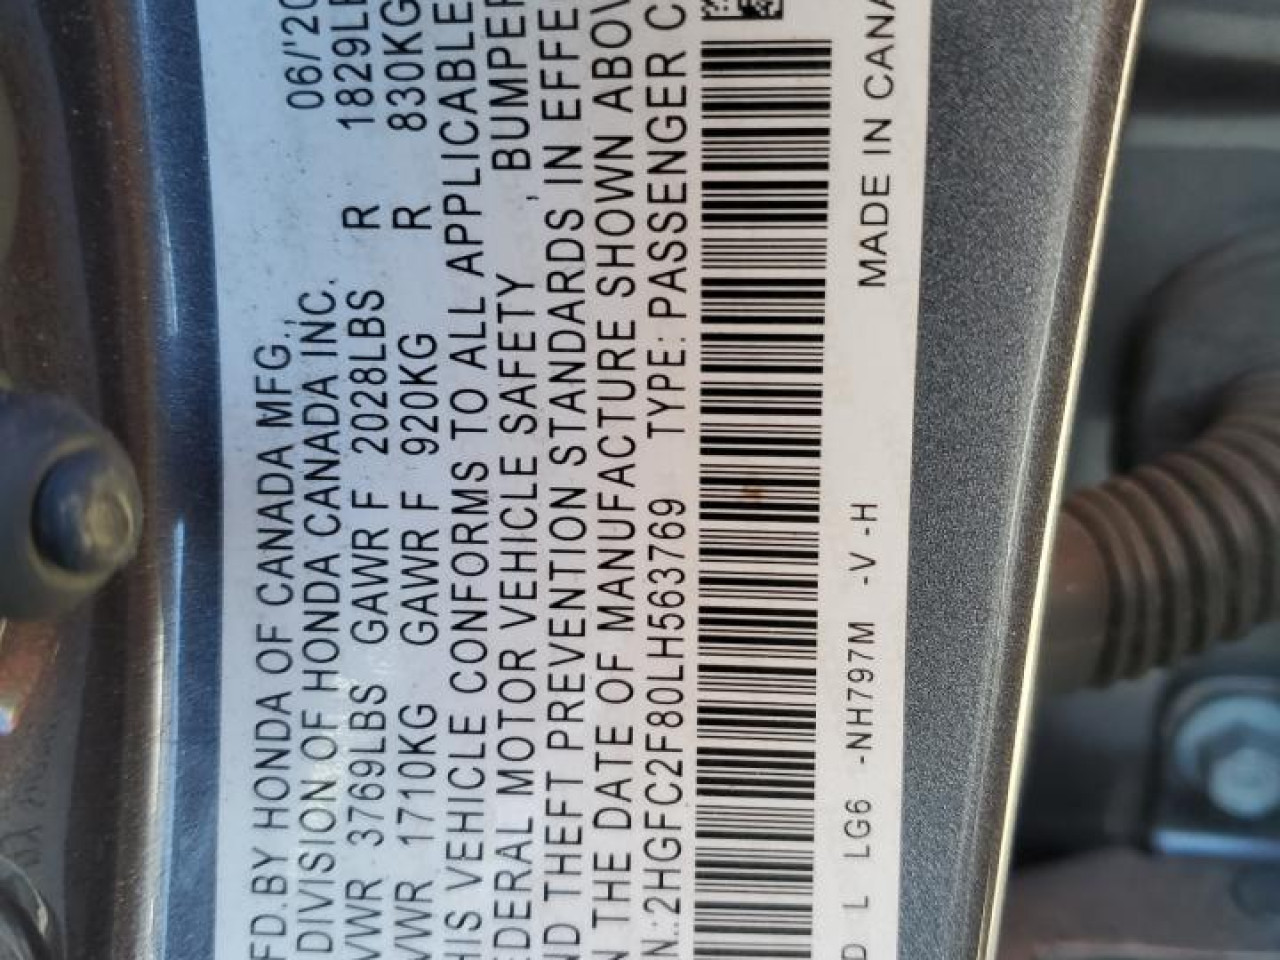 FD.BY HONDA OF CANADA MFG., 06/'20
DIVISION OF HONDA CANADA INC.
VWR 3769LBS GAWR F 2028LBS R 1829LB
VWR 1710KG GAWR F 920KG R 830KG
HIS VEHICLE CONFORMS TO ALL APPLICABLE
EDERAL MOTOR VEHICLE SAFETY , BUMPER
ND THEFT PREVENTION STANDARDS IN EFFE
N THE DATE OF MANUFACTURE SHOWN ABOV
N.:2HGFC2F80LH563769 TYPE: PASSENGER C
D L LG6 -NH797M -V -H MADE IN CANA